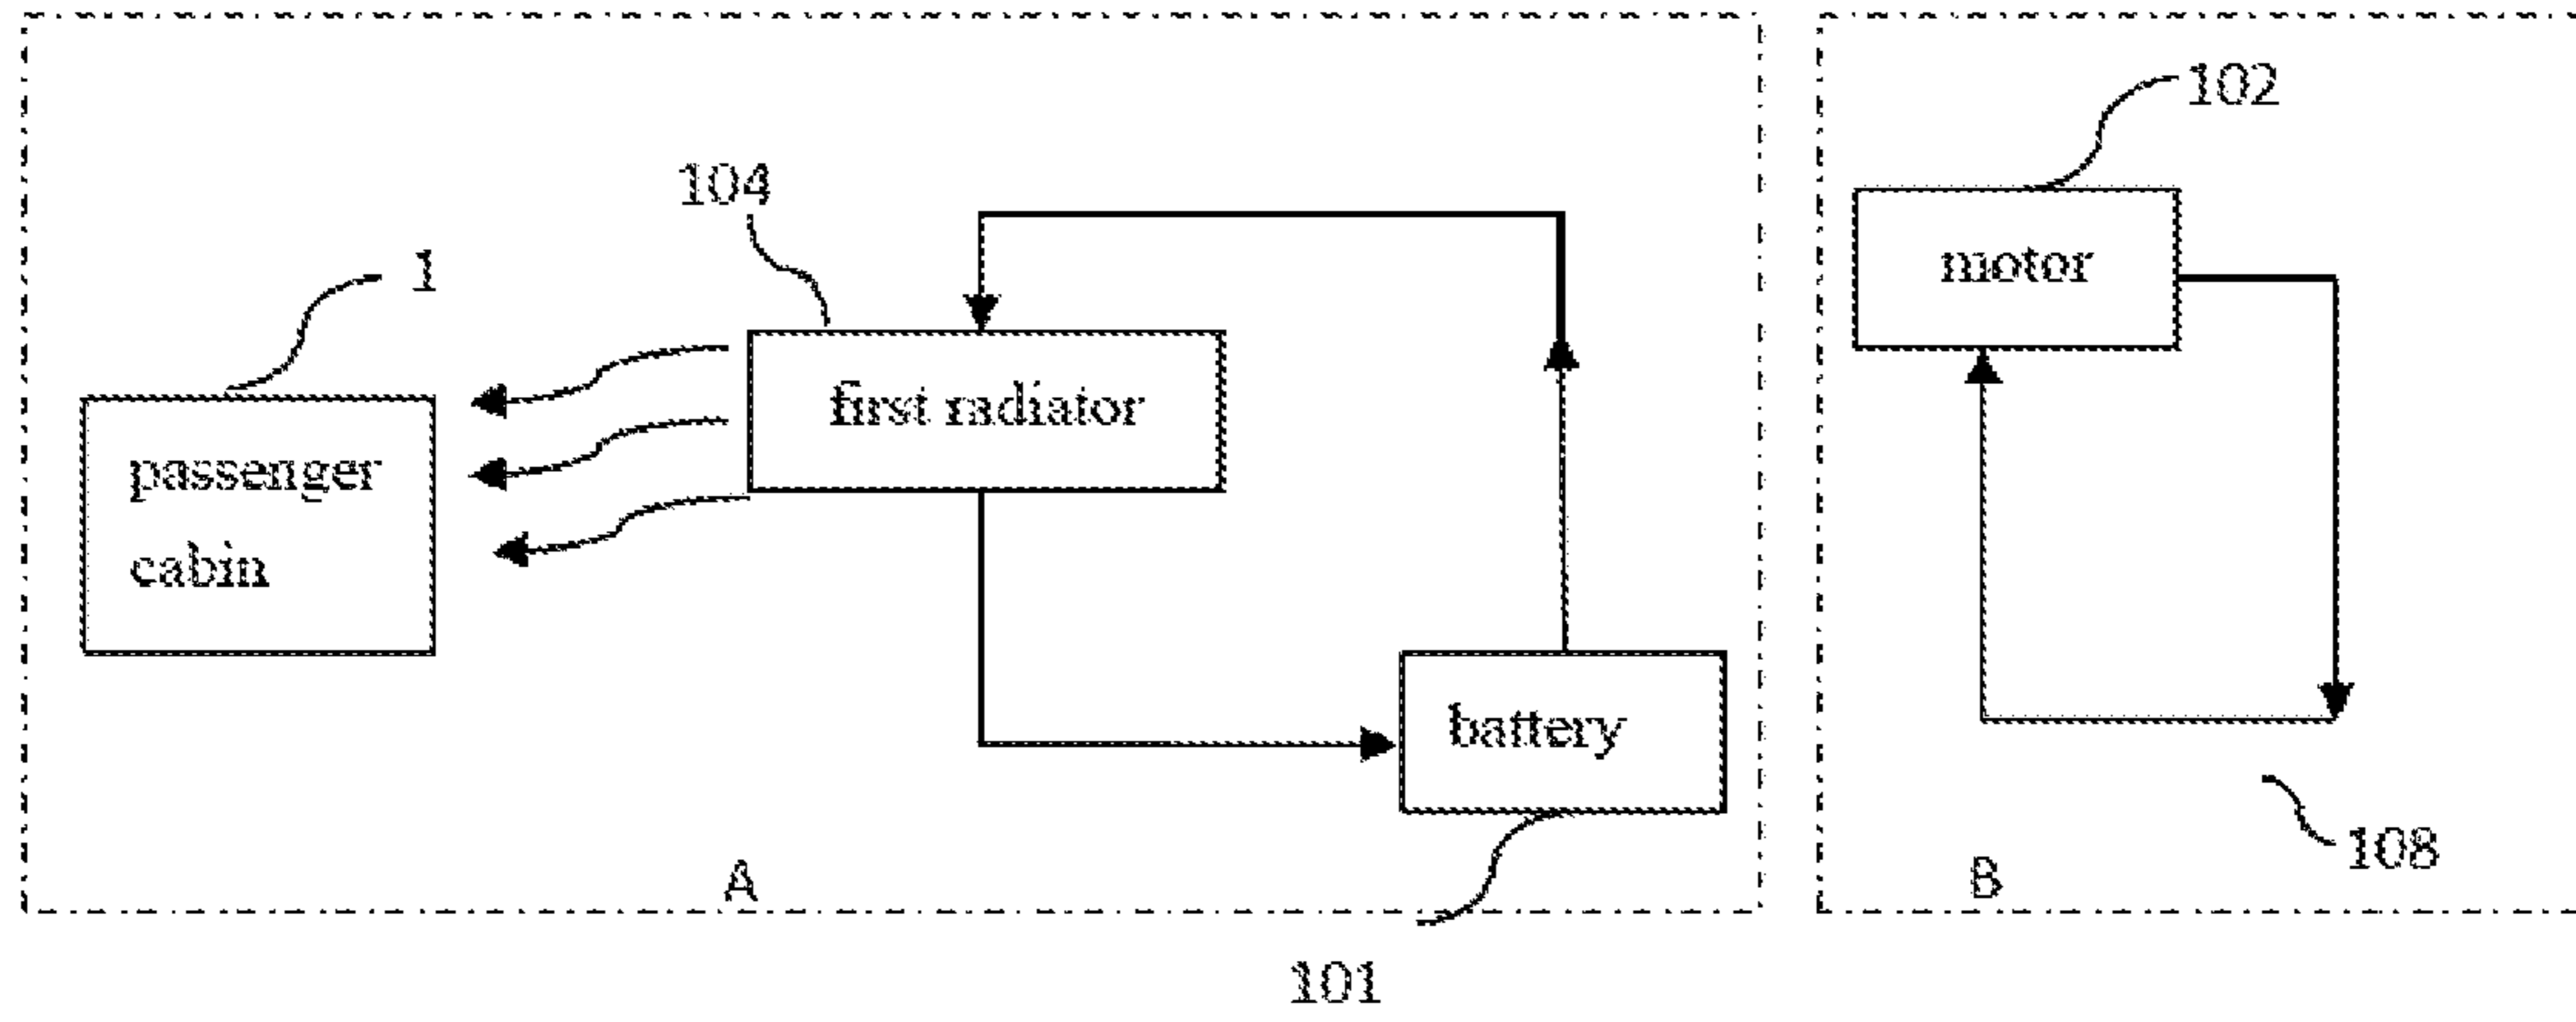 102
104
1
motor
first radiator
passenger
cabin
battery
108
A
B
101